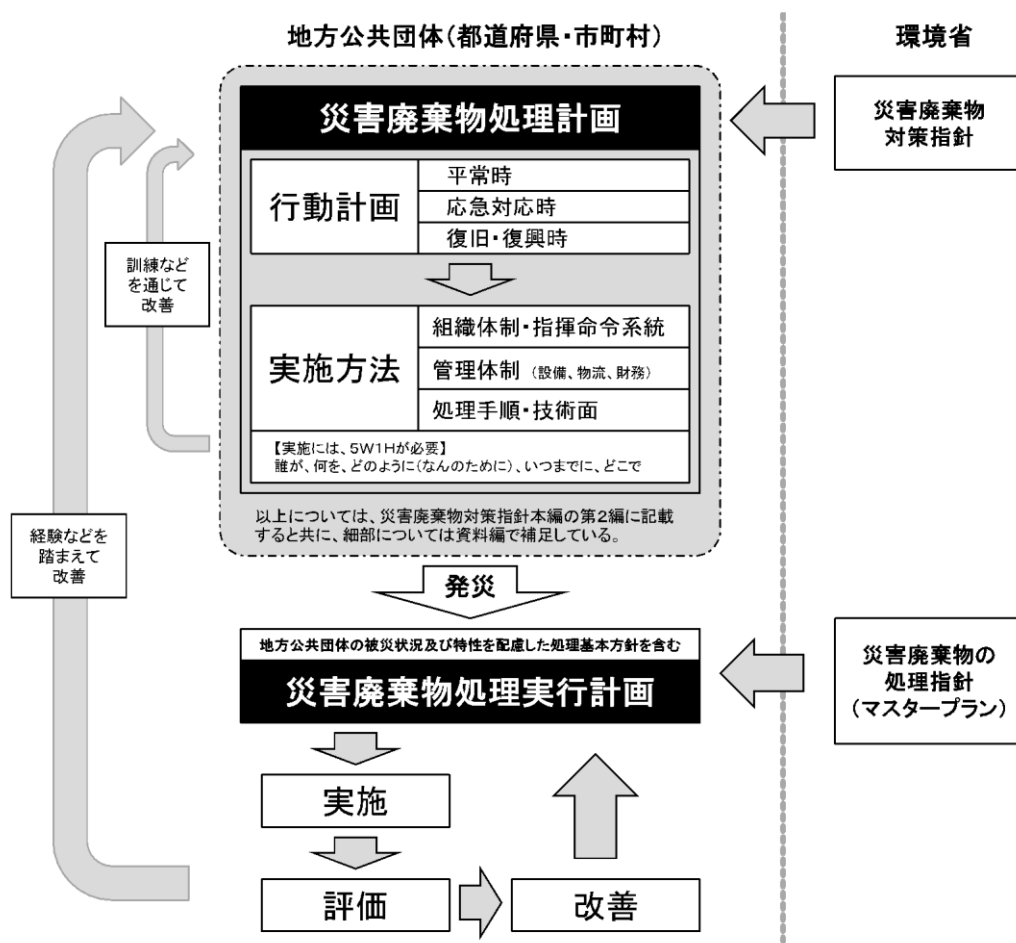 地方公共団体(都道府県・市町村)
環境省
災害廃棄物処理計画
災害廃棄物
対策指針
行動計画
平常時
応急対応時
復旧・復興時
訓練など
を通じて
改善
実施方法
組織体制・指揮命令系統
管理体制 (設備、物流、財務)
処理手順・技術面
【実施には、5W1Hが必要】
誰が、何を、どのように(なんのために)、いつまでに、どこで
以上については、災害廃棄物対策指針本編の第2編に記載
すると共に、細部については資料編で補足している。
経験などを
踏まえて
改善
発災
地方公共団体の被災状況及び特性を配慮した処理基本方針を含む
災害廃棄物処理実行計画
災害廃棄物の
処理指針
(マスタープラン)
実施
評価
改善